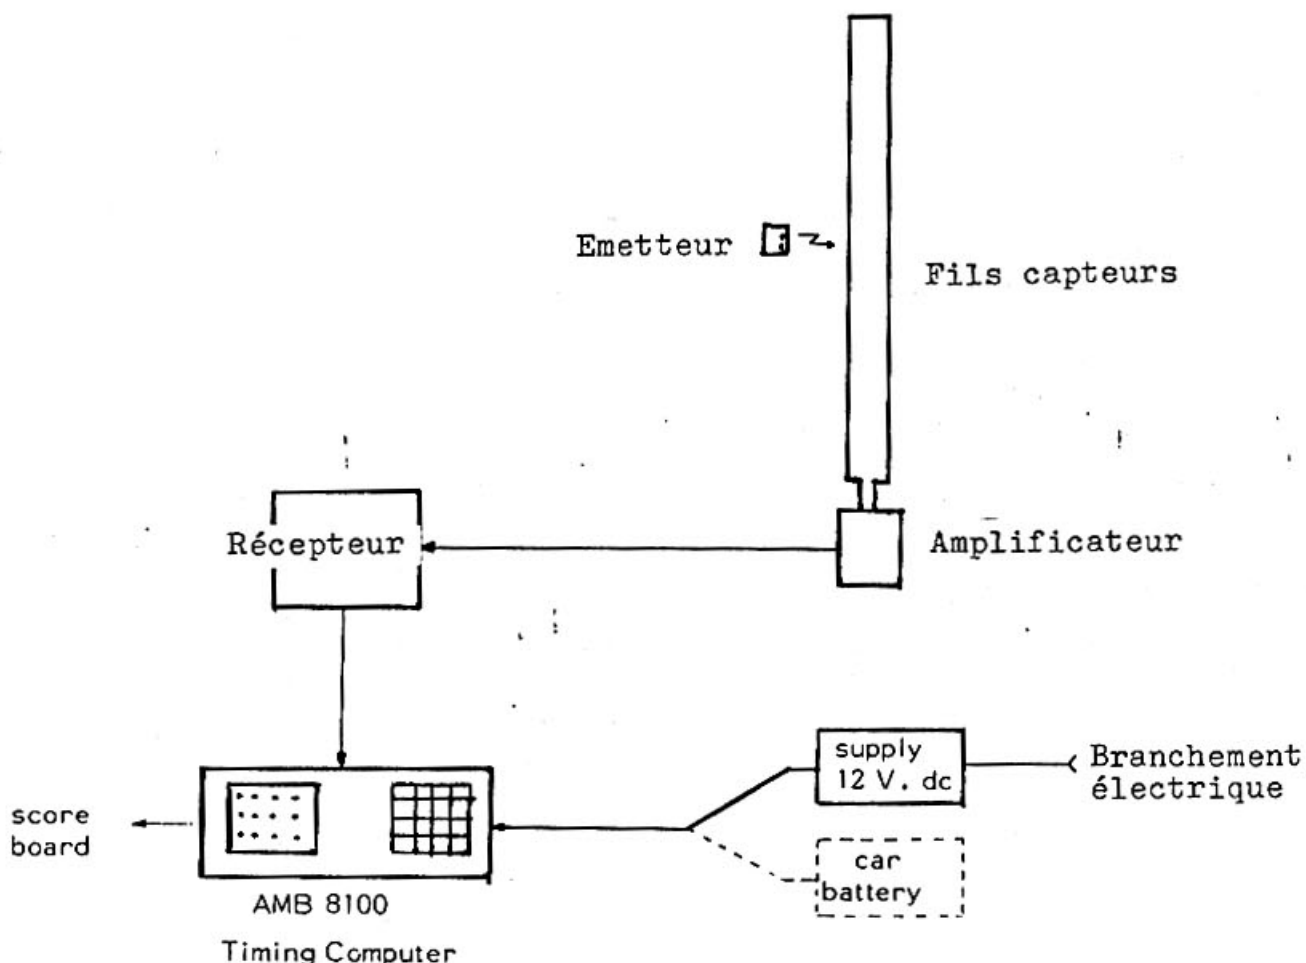 Emetteur
Fils capteurs
Récepteur
Amplificateur
supply
12 V. dc
Branchement
électrique
score
board
car
battery
AMB 8100
Timing Computer